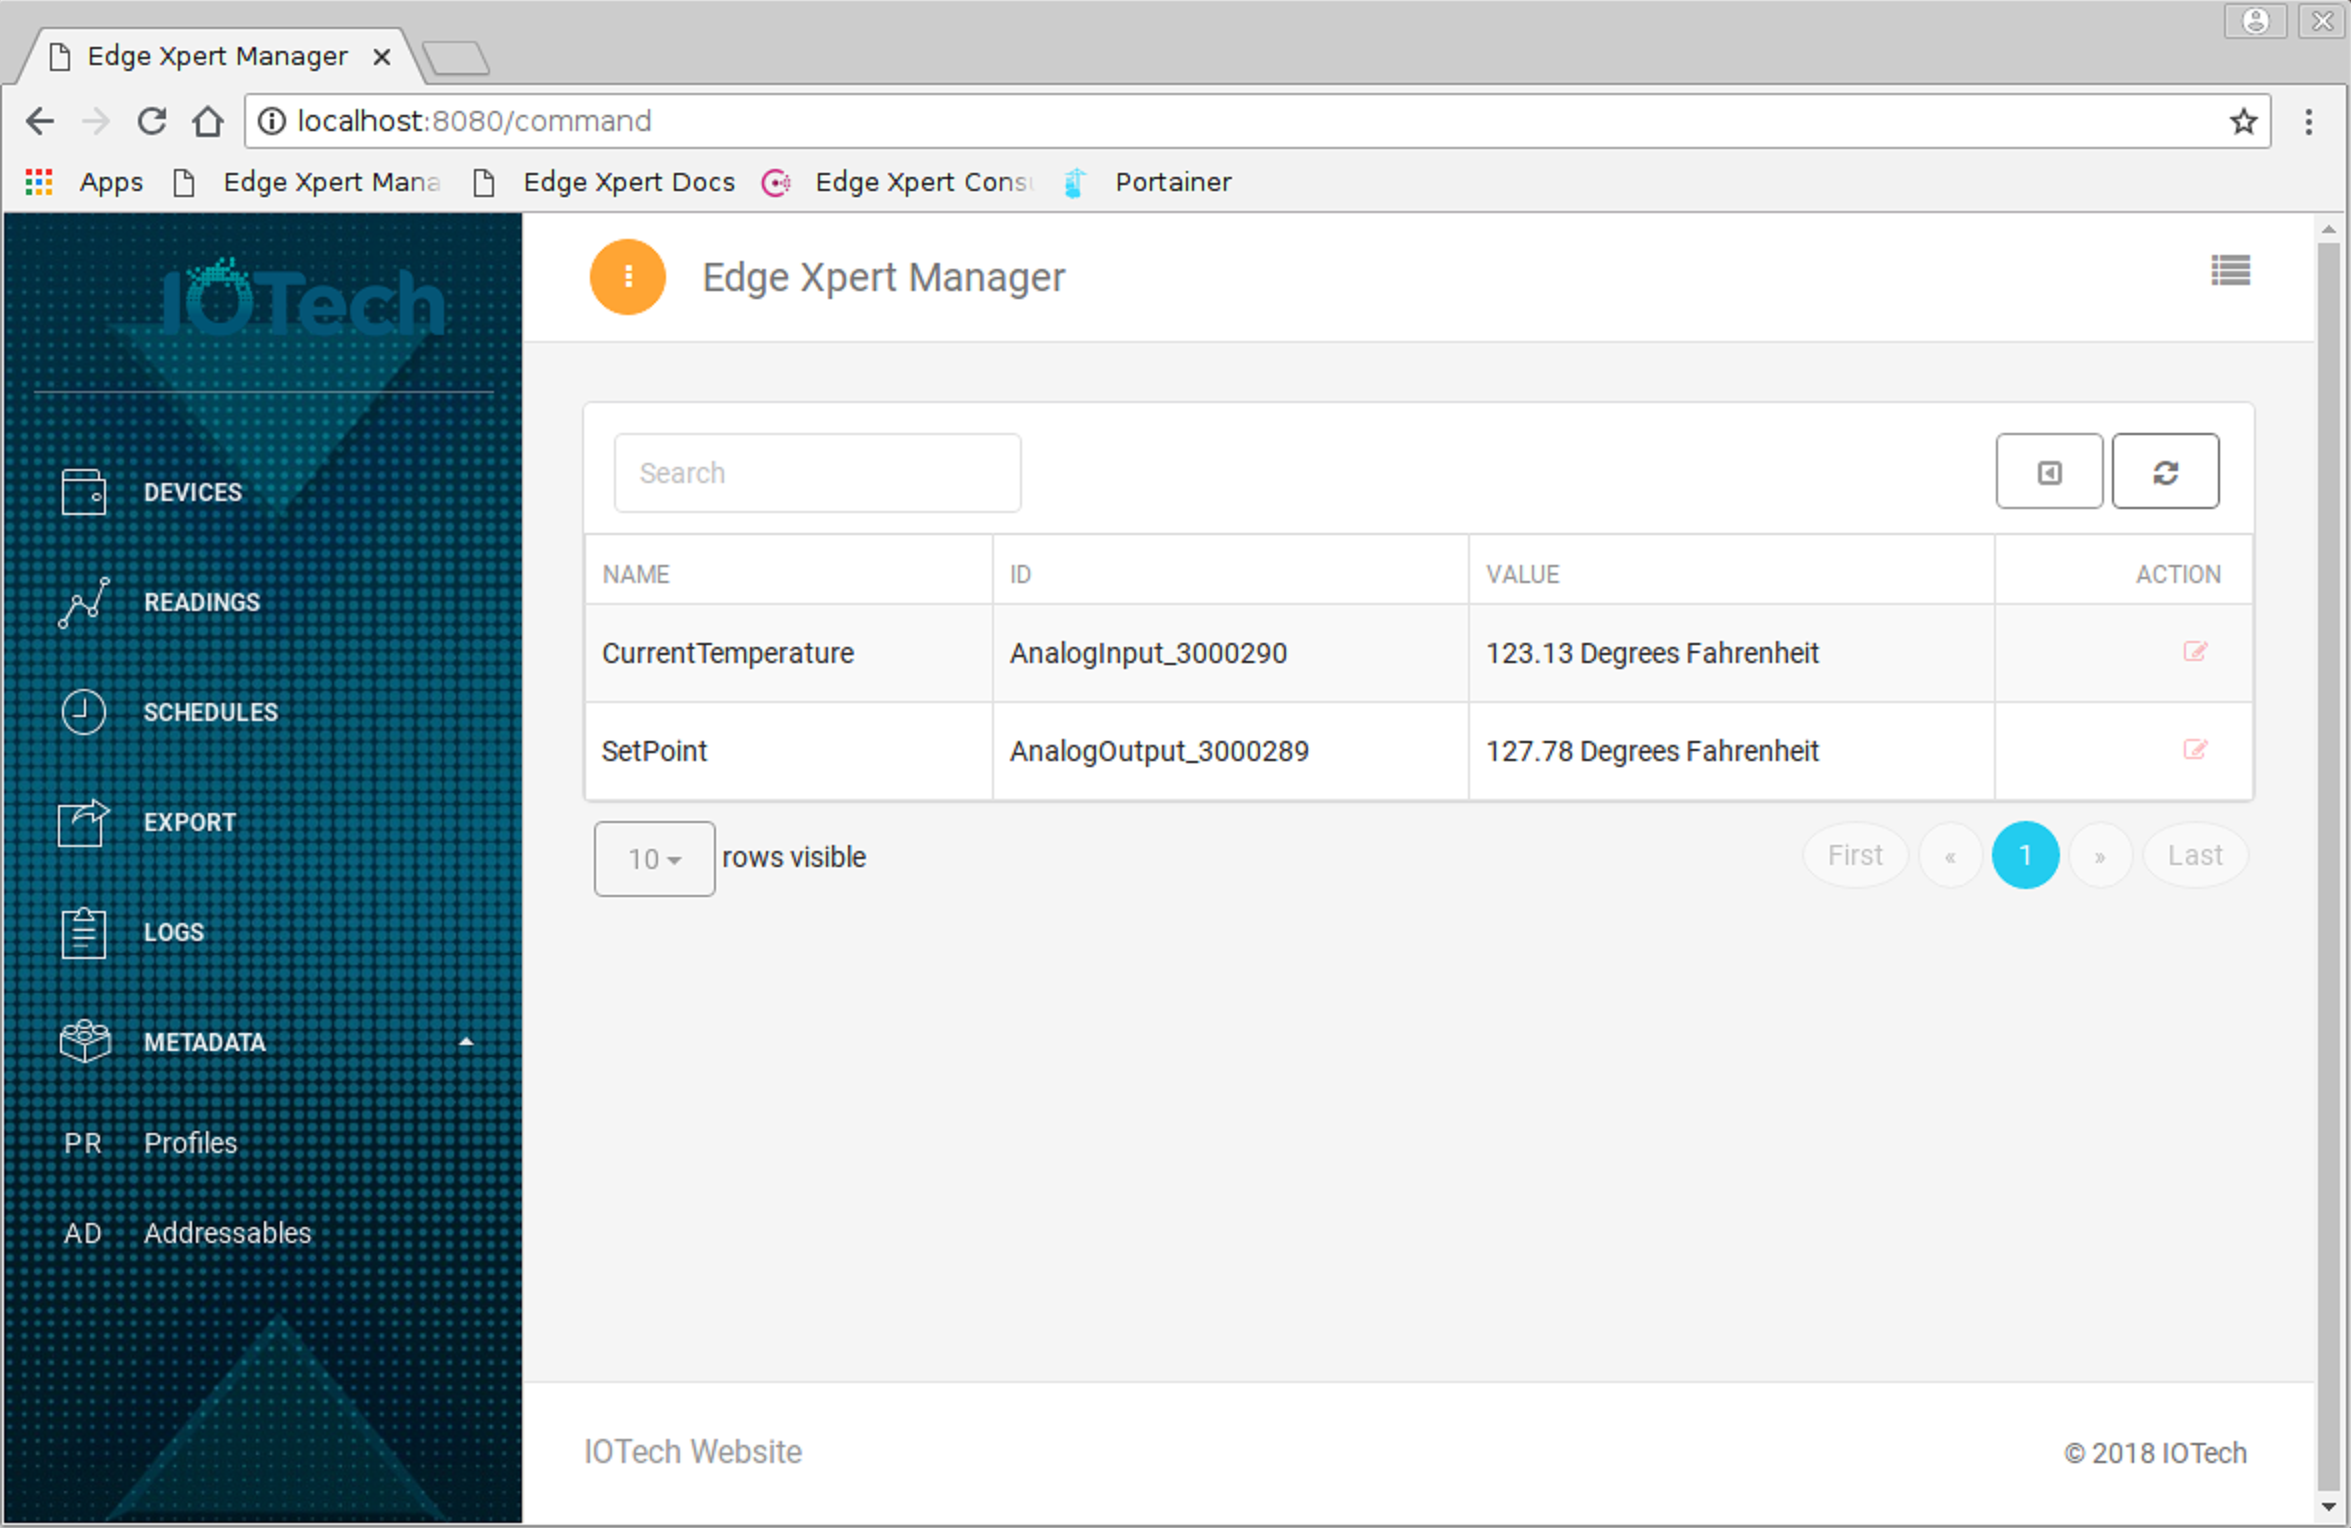 Edge Xpert Manager
localhost:8080/command
Apps Edge Xpert Mana Edge Xpert Docs Edge Xpert Cons Portainer
IOTech
Edge Xpert Manager
DEVICES
READINGS
SCHEDULES
EXPORT
LOGS
METADATA
PR Profiles
AD Addressables
Search
NAME ID VALUE ACTION
CurrentTemperature AnalogInput_3000290 123.13 Degrees Fahrenheit
SetPoint AnalogOutput_3000289 127.78 Degrees Fahrenheit
10 rows visible First « 1 » Last
IOTech Website © 2018 IOTech